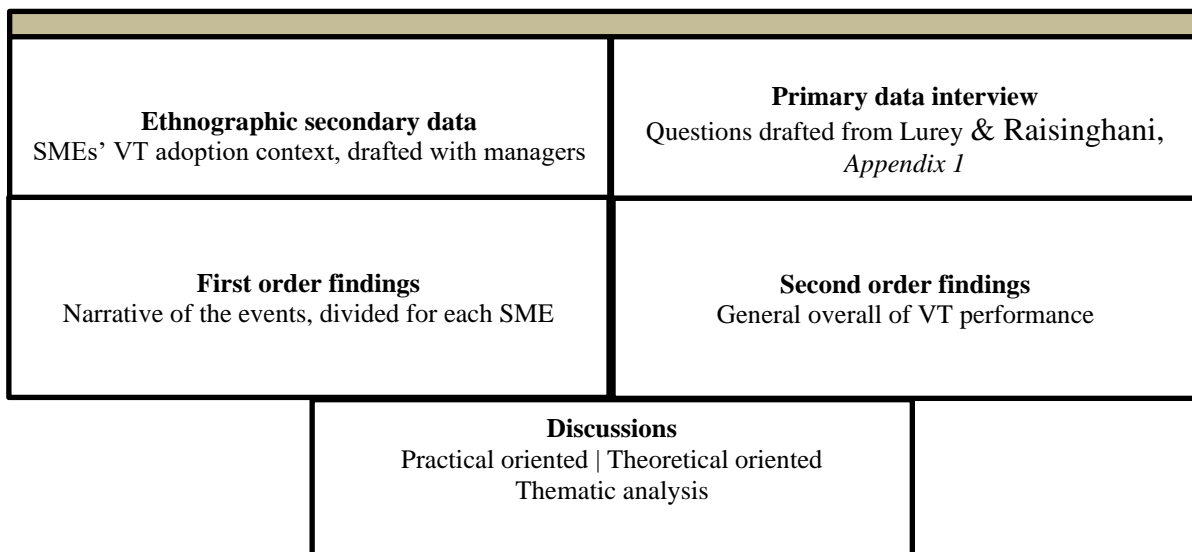 Ethnographic secondary data
SMEs’ VT adoption context, drafted with managers
Primary data interview
Questions drafted from Lurey & Raisinghani,
Appendix 1
First order findings
Narrative of the events, divided for each SME
Second order findings
General overall of VT performance
Discussions
Practical oriented | Theoretical oriented
Thematic analysis